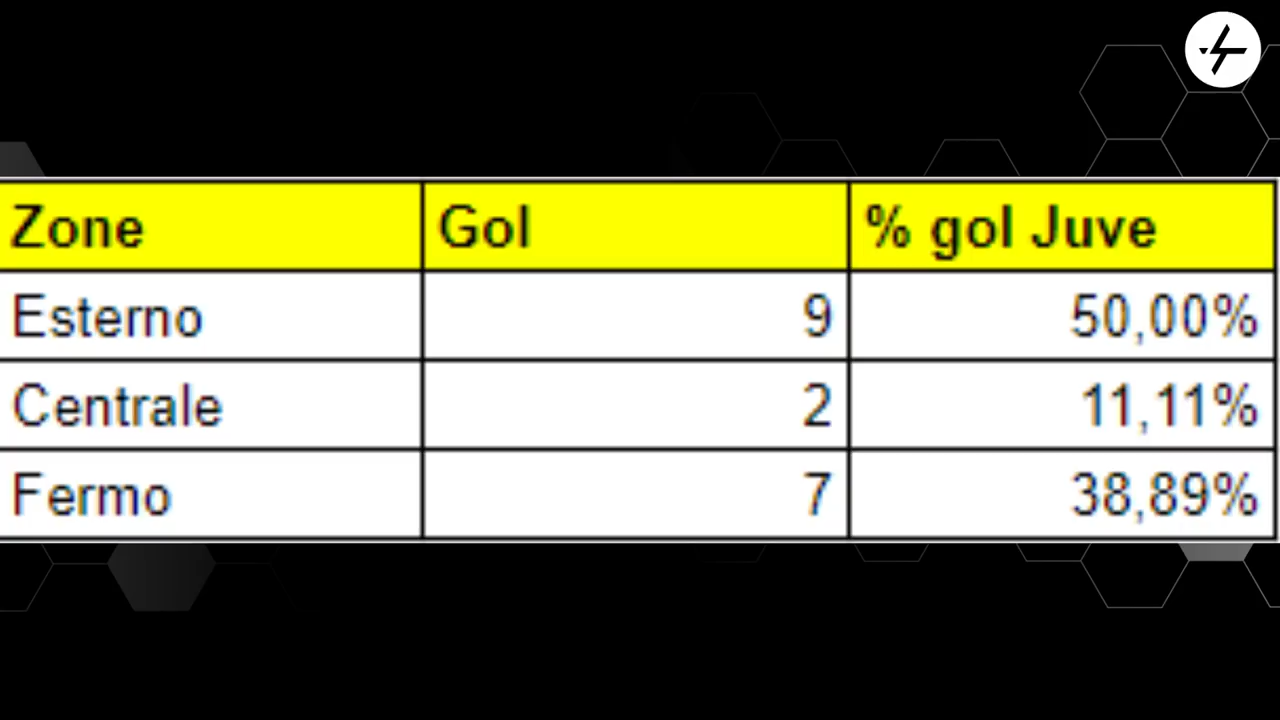 Zone Gol % gol Juve
Esterno 9 50,00%
Centrale 2 11,11%
Fermo 7 38,89%